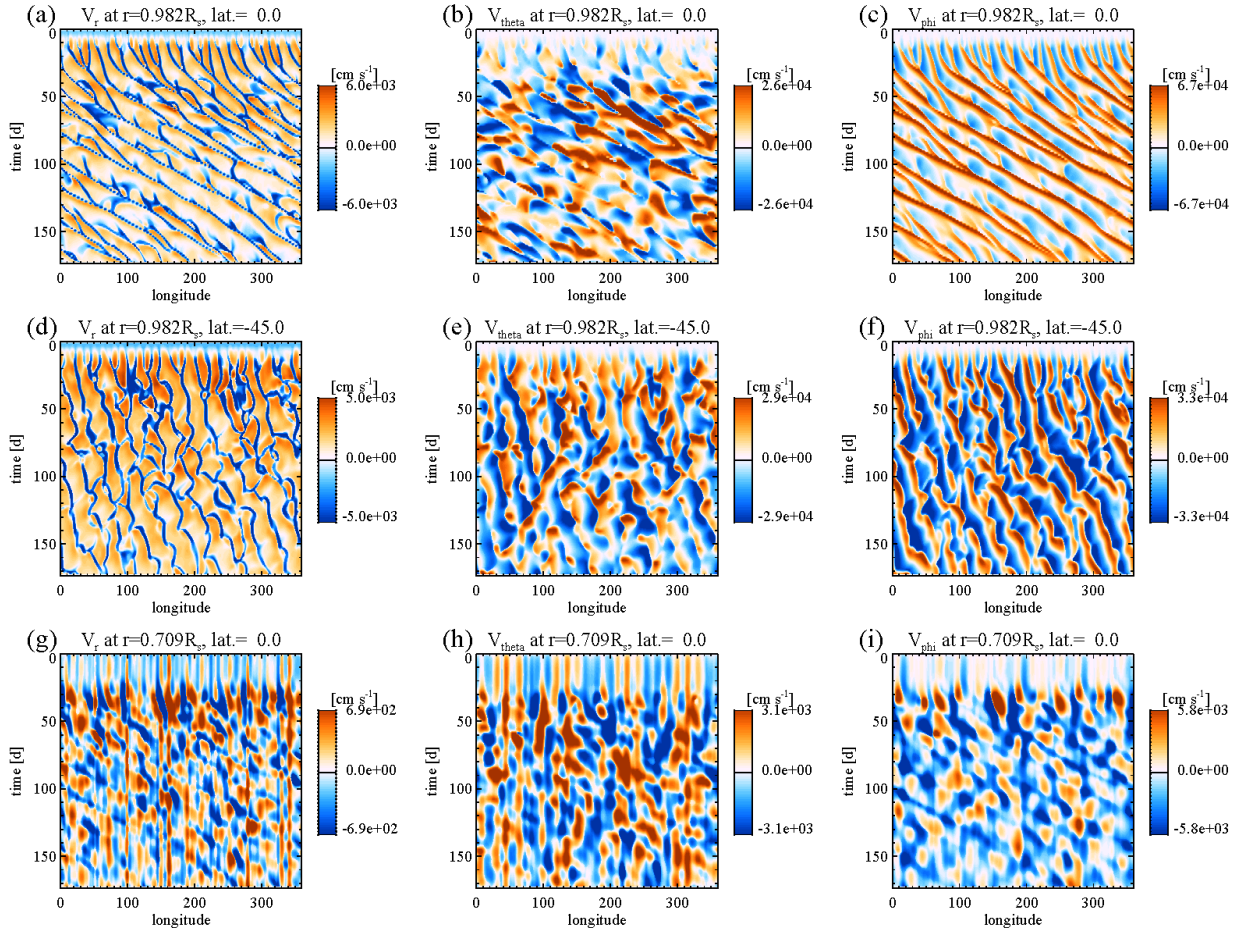 (a) V_r at r=0.982R_s, lat.= 0.0
(b) V_theta at r=0.982R_s, lat.= 0.0
(c) V_phi at r=0.982R_s, lat.= 0.0
0
50
100
150
time [d]
0 100 200 300
longitude
[cm s⁻¹]
6.0e+03
0.0e+00
-6.0e+03
0
50
100
150
time [d]
0 100 200 300
longitude
[cm s⁻¹]
2.6e+04
0.0e+00
-2.6e+04
0
50
100
150
time [d]
0 100 200 300
longitude
[cm s⁻¹]
6.7e+04
0.0e+00
-6.7e+04
(d) V_r at r=0.982R_s, lat.=-45.0
(e) V_theta at r=0.982R_s, lat.=-45.0
(f) V_phi at r=0.982R_s, lat.=-45.0
0
50
100
150
time [d]
0 100 200 300
longitude
[cm s⁻¹]
5.0e+03
0.0e+00
-5.0e+03
0
50
100
150
time [d]
0 100 200 300
longitude
[cm s⁻¹]
2.9e+04
0.0e+00
-2.9e+04
0
50
100
150
time [d]
0 100 200 300
longitude
[cm s⁻¹]
3.3e+04
0.0e+00
-3.3e+04
(g) V_r at r=0.709R_s, lat.= 0.0
(h) V_theta at r=0.709R_s, lat.= 0.0
(i) V_phi at r=0.709R_s, lat.= 0.0
0
50
100
150
time [d]
0 100 200 300
longitude
[cm s⁻¹]
6.9e+02
0.0e+00
-6.9e+02
0
50
100
150
time [d]
0 100 200 300
longitude
[cm s⁻¹]
3.1e+03
0.0e+00
-3.1e+03
0
50
100
150
time [d]
0 100 200 300
longitude
[cm s⁻¹]
5.8e+03
0.0e+00
-5.8e+03